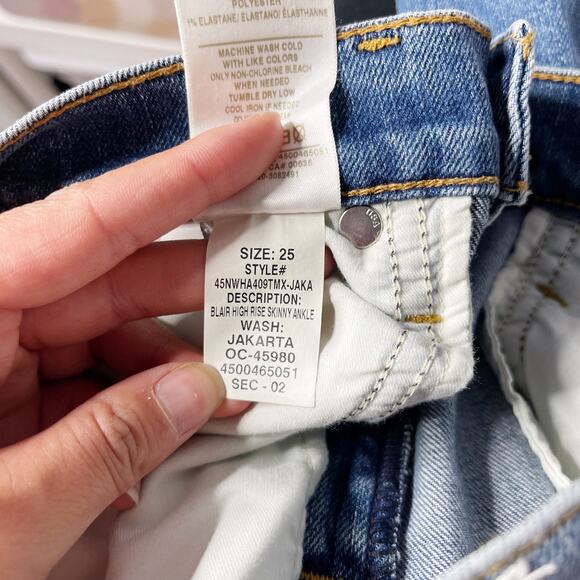 POLYESTER
1% ELASTANE/ ELASTANO/ ÉLASTHANNE
MACHINE WASH COLD
WITH LIKE COLORS
ONLY NON-CHLORINE BLEACH
WHEN NEEDED
TUMBLE DRY LOW
COOL IRON IF NEEDED
4500465051
CA# 00635
SIZE: 25
STYLE#
45NWHA409TMX-JAKA
DESCRIPTION:
BLAIR HIGH RISE SKINNY ANKLE
WASH:
JAKARTA
OC-45980
4500465051
SEC - 02